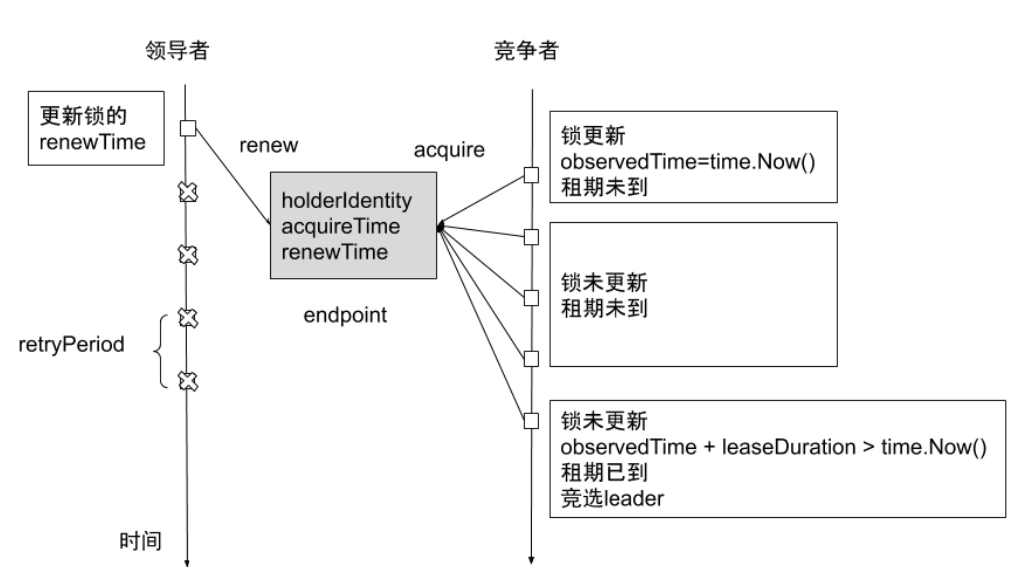 领导者
竞争者
更新锁的
renewTime
renew
acquire
锁更新
observedTime=time.Now()
租期未到
holderIdentity
acquireTime
renewTime
endpoint
锁未更新
租期未到
retryPeriod
锁未更新
observedTime + leaseDuration > time.Now()
租期已到
竞选leader
时间